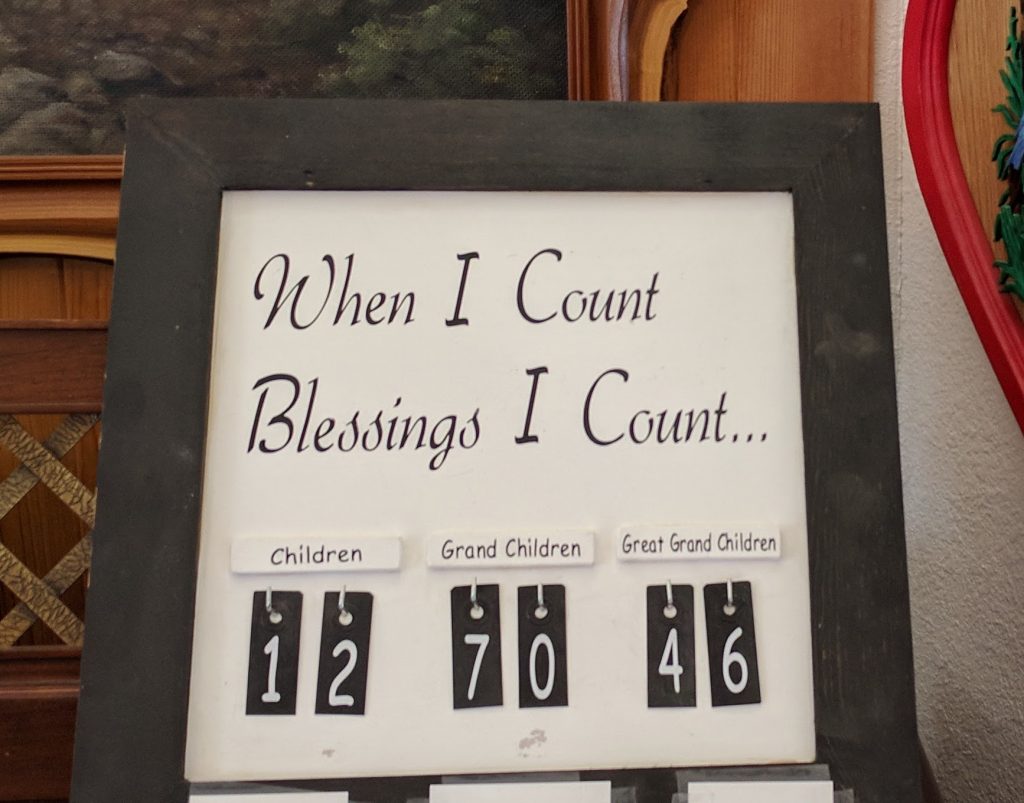 When I Count
Blessings I Count...
Children Grand Children Great Grand Children
12 70 46